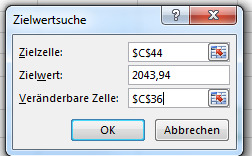 Zielwertsuche
Zielzelle: $C$44
Zielwert: 2043,94
Veränderbare Zelle: $C$36
OK Abbrechen